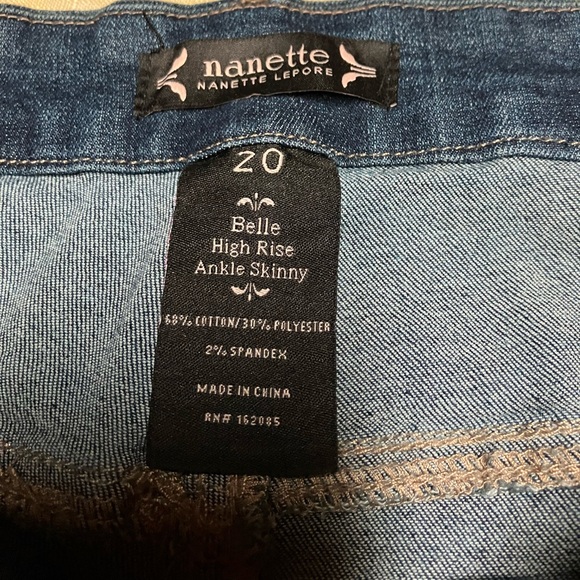 nanette
NANETTE LEPORE
20
Belle
High Rise
Ankle Skinny
68% COTTON/30% POLYESTER
2% SPANDEX
MADE IN CHINA
RN# 162085